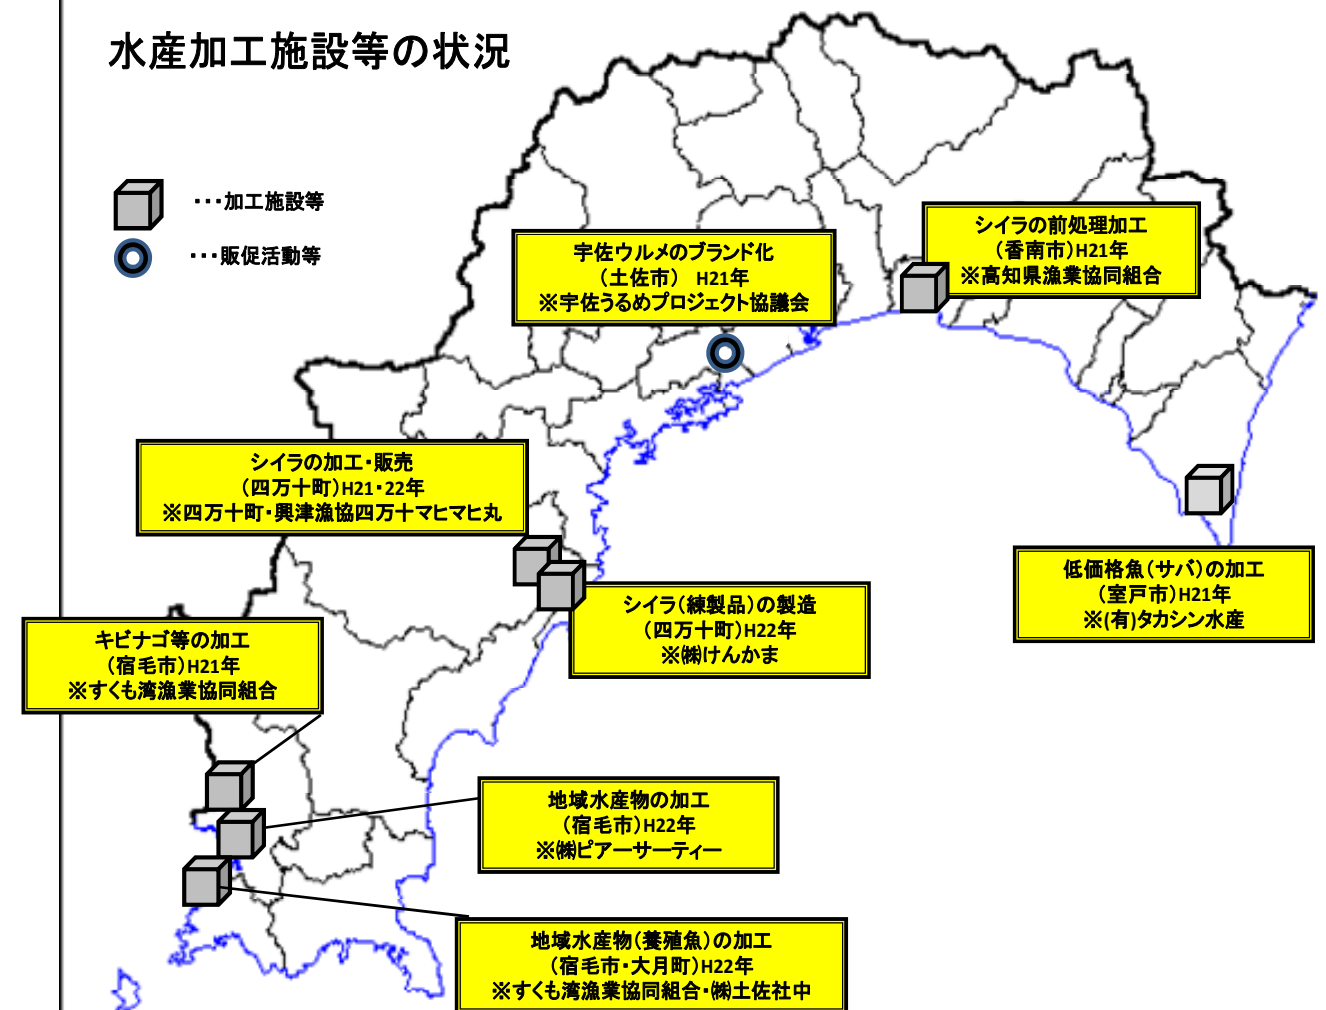 水産加工施設等の状況
･･･加工施設等
･･･販促活動等
シイラの前処理加工
（香南市）H21年
※高知県漁業協同組合
宇佐ウルメのブランド化
（土佐市）　H21年
※宇佐うるめプロジェクト協議会
シイラの加工・販売
（四万十町）H21・22年
※四万十町・興津漁協四万十マヒマヒ丸
低価格魚（サバ）の加工
（室戸市）H21年
※(有)タカシン水産
シイラ（練製品）の製造
（四万十町）H22年
※㈱けんかま
キビナゴ等の加工
（宿毛市）H21年
※すくも湾漁業協同組合
地域水産物の加工
（宿毛市）H22年
※㈱ピアーサーティー
地域水産物（養殖魚）の加工
（宿毛市・大月町）H22年
※すくも湾漁業協同組合・㈱土佐社中